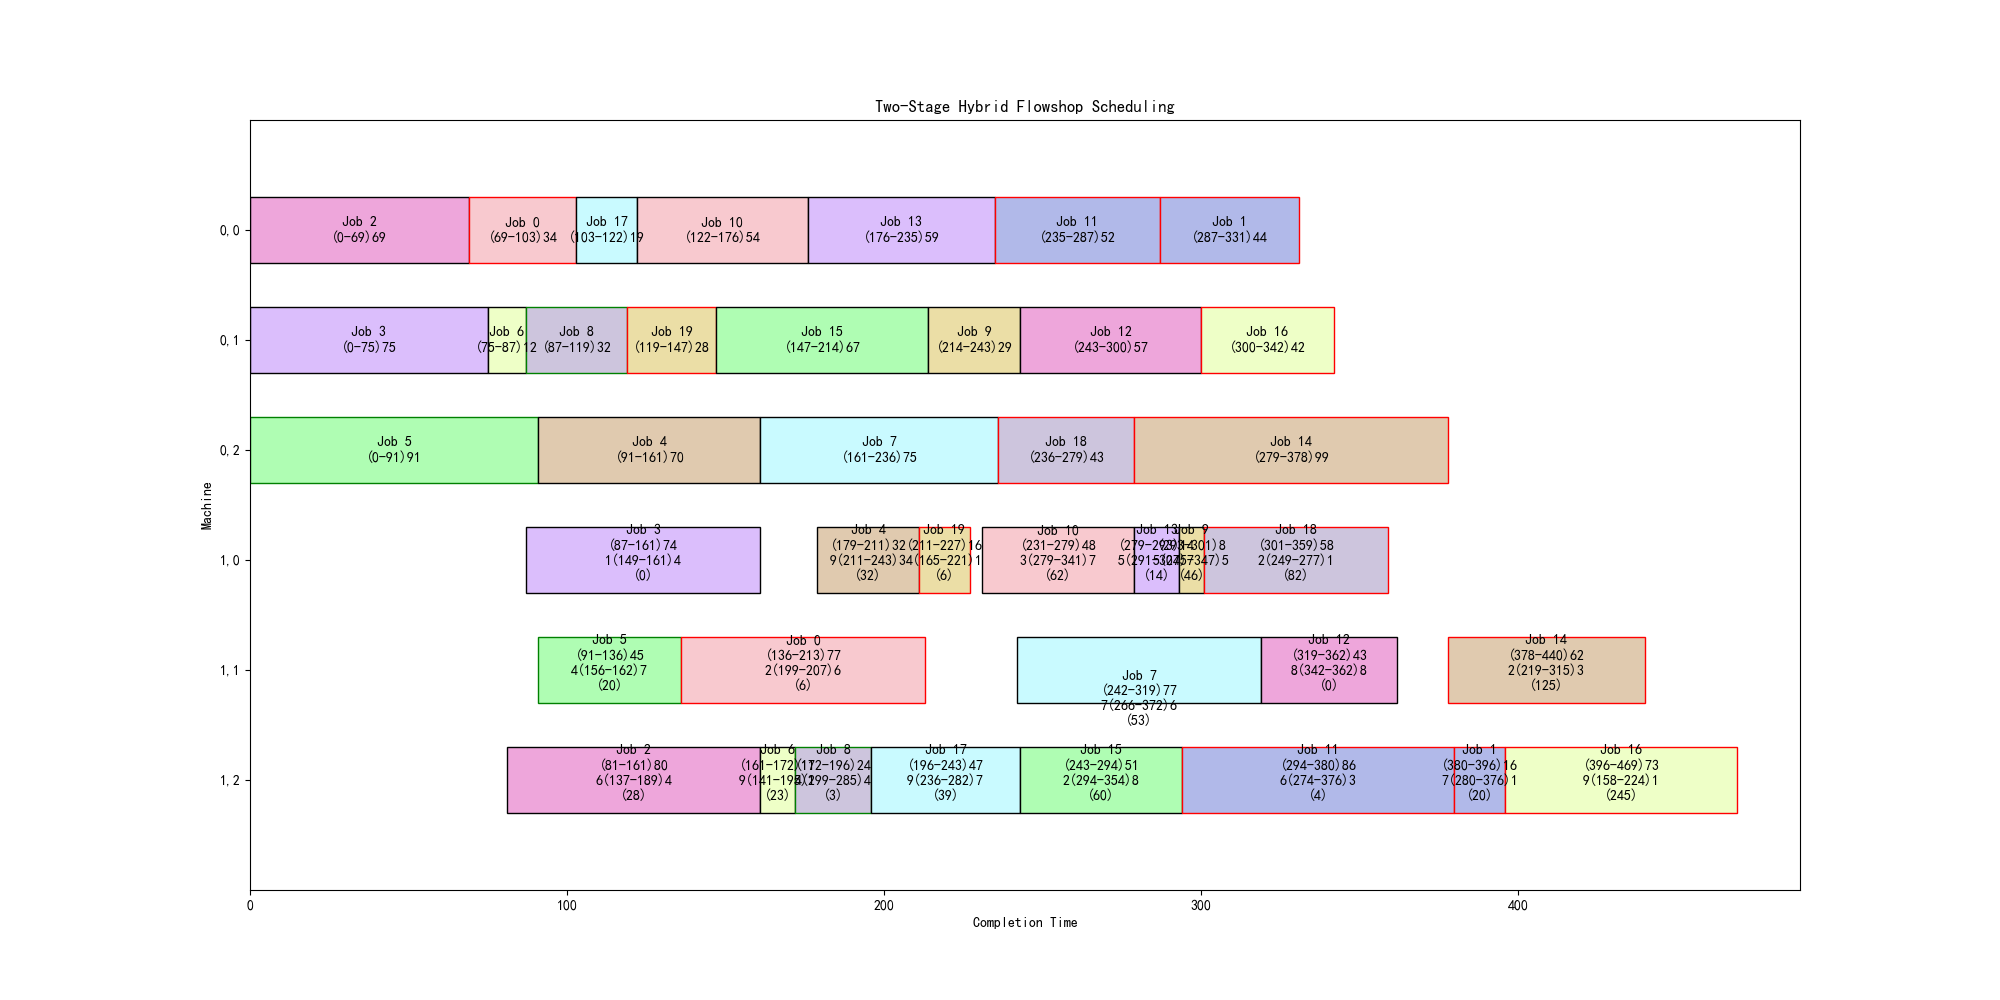 Two-Stage Hybrid Flowshop Scheduling
0,0
Job 2
(0-69)69
Job 0
(69-103)34
Job 17
(103-122)19
Job 10
(122-176)54
Job 13
(176-235)59
Job 11
(235-287)52
Job 1
(287-331)44
0,1
Job 3
(0-75)75
Job 6
(75-87)12
Job 8
(87-119)32
Job 19
(119-147)28
Job 15
(147-214)67
Job 9
(214-243)29
Job 12
(243-300)57
Job 16
(300-342)42
0,2
Job 5
(0-91)91
Job 4
(91-161)70
Job 7
(161-236)75
Job 18
(236-279)43
Job 14
(279-378)99
Machine
1,0
Job 3
(87-161)74
1(149-161)4
(0)
Job 4
(179-211)32
9(211-243)3
(32)
Job 19
(211-227)16
4(165-221)1
(6)
Job 10
(231-279)48
3(279-341)7
(62)
Job 13
(279-293)14
(14)
Job 9
(293-301)8
(46)
Job 18
(301-359)58
2(249-277)1
(82)
1,1
Job 5
(91-136)45
4(156-162)7
(20)
Job 0
(136-213)77
2(199-207)6
(6)
Job 7
(242-319)77
7(266-372)6
(53)
Job 12
(319-362)43
8(342-362)8
(0)
Job 14
(378-440)62
2(219-315)3
(125)
1,2
Job 2
(81-161)80
6(137-189)4
(28)
Job 6
(161-172)11
(23)
Job 8
(172-196)24
(3)
Job 17
(196-243)47
9(236-282)7
(39)
Job 15
(243-294)51
2(294-354)8
(60)
Job 11
(294-380)86
6(274-376)3
(4)
Job 1
(380-396)16
7(280-376)1
(20)
Job 16
(396-469)73
9(158-224)1
(245)
0
100
200
300
400
Completion Time